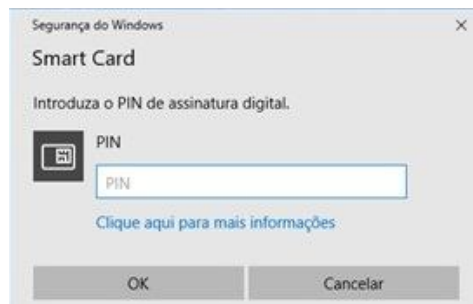 Segurança do Windows
Smart Card
Introduza o PIN de assinatura digital.
PIN
PIN
Clique aqui para mais informações
OK
Cancelar